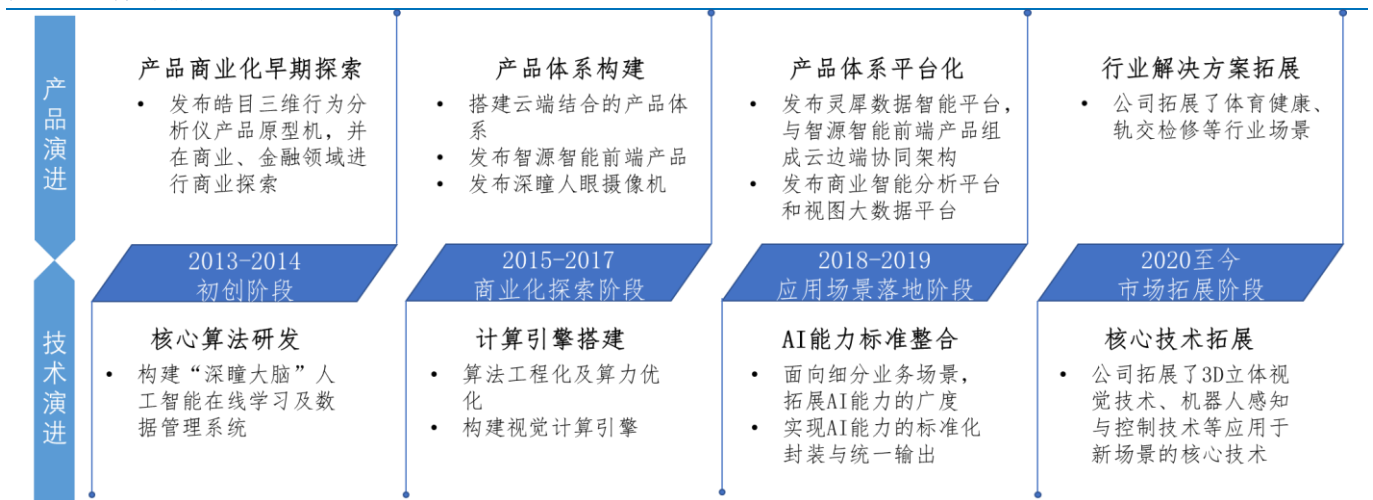 产品演进
产品商业化早期探索
• 发布皓目三维行为分
析仪产品原型机，并
在商业、金融领域进
行商业探索
产品体系构建
• 搭建云端结合的产品体
系
• 发布智源智能前端产品
• 发布深瞳人眼摄像机
产品体系平台化
• 发布灵犀数据智能平台，
与智源智能前端产品组
成云边端协同架构
• 发布商业智能分析平台
和视图大数据平台
行业解决方案拓展
• 公司拓展了体育健康、
轨交检修等行业场景
2013-2014
初创阶段
2015-2017
商业化探索阶段
2018-2019
应用场景落地阶段
2020至今
市场拓展阶段
技术演进
核心算法研发
• 构建“深瞳大脑”人
工智能在线学习及数
据管理系统
计算引擎搭建
• 算法工程化及算力优
化
• 构建视觉计算引擎
AI能力标准整合
• 面向细分业务场景，
拓展AI能力的广度
• 实现AI能力的标准化
封装与统一输出
核心技术拓展
• 公司拓展了3D立体视
觉技术、机器人感知
与控制技术等应用于
新场景的核心技术